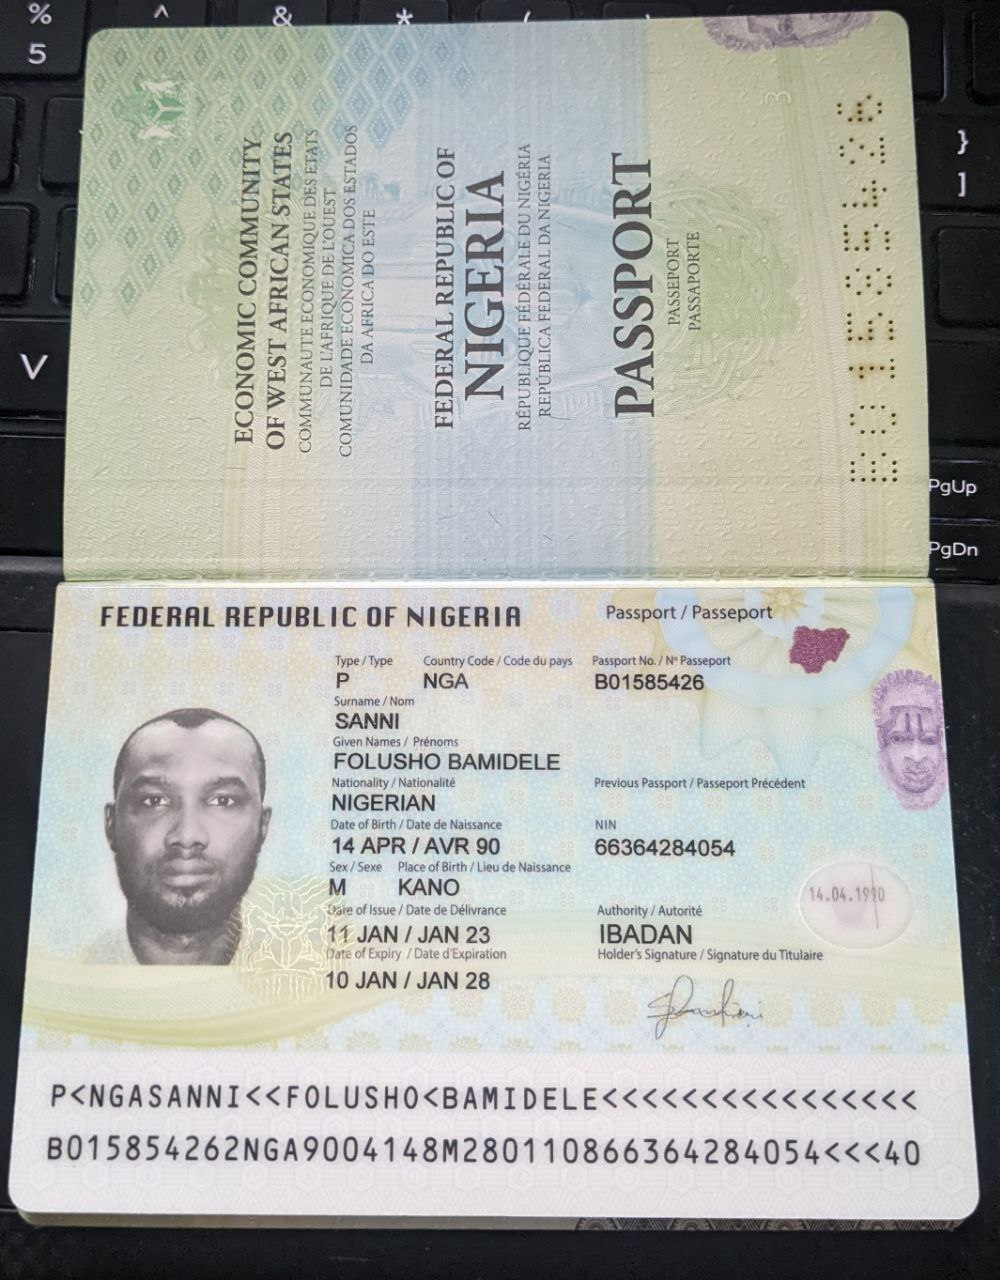 %
5
^
&
*
(
)
}
]
V
PgUp
PgDn
ECONOMIC COMMUNITY
OF WEST AFRICAN STATES
COMMUNAUTE ECONOMIQUE DES ETATS
DE L'AFRIQUE DE L'OUEST
COMUNIDADE ECONOMICA DOS ESTADOS
DA AFRICA DO ESTE
FEDERAL REPUBLIC OF
NIGERIA
RÉPUBLIQUE FÉDÉRALE DU NIGÉRIA
REPÚBLICA FEDERAL DA NIGERIA
PASSPORT
PASSEPORT
PASSAPORTE
3
B01585426
FEDERAL REPUBLIC OF NIGERIA
Passport / Passeport
Type / Type Country Code / Code du pays Passport No. / Nº Passeport
P NGA B01585426
Surname / Nom
SANNI
Given Names / Prénoms
FOLUSHO BAMIDELE
Nationality / Nationalité Previous Passport / Passeport Précédent
NIGERIAN
Date of Birth / Date de Naissance NIN
14 APR / AVR 90 66364284054
Sex / Sexe Place of Birth / Lieu de Naissance
M KANO
14.04.1990
Date of Issue / Date de Délivrance Authority / Autorité
11 JAN / JAN 23 IBADAN
Date of Expiry / Date d'Expiration Holder's Signature / Signature du Titulaire
10 JAN / JAN 28
P<NGASANNI<<FOLUSHO<BAMIDELE<<<<<<<<<<<<<<<<
B015854262NGA9004148M280110866364284054<<<40